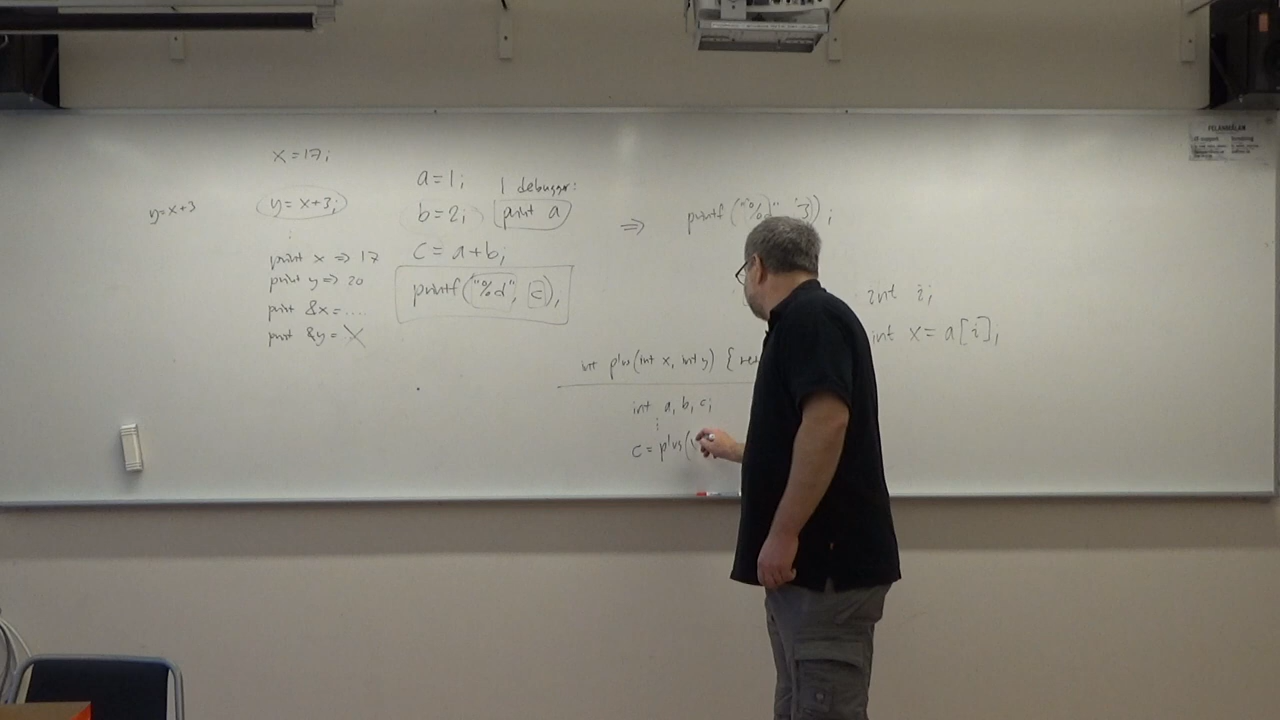 x=17;
y=x+3
y=x+3;
print x => 17
print y => 20
print &x = ....
print &y =
a=1;
b=2;
c=a+b;
printf("%d", c);
I debugger:
print a
=> printf("%d", 3);
int i;
int x = a[i];
int plus(int x, int y) {
int a, b, c;
c = plus(
FELANMÄLAN